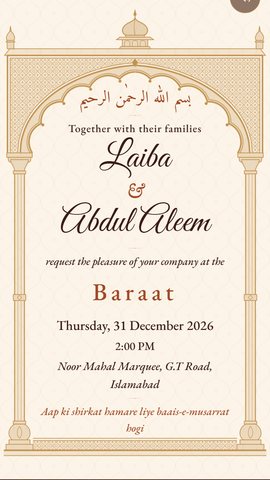 بسم الله الرحمن الرحيم
Together with their families
Laiba
&
Abdul Aleem
request the pleasure of your company at the
Baraat
Thursday, 31 December 2026
2:00 PM
Noor Mahal Marquee, G.T Road,
Islamabad
Aap ki shirkat hamare liye baais-e-musarrat
hogi